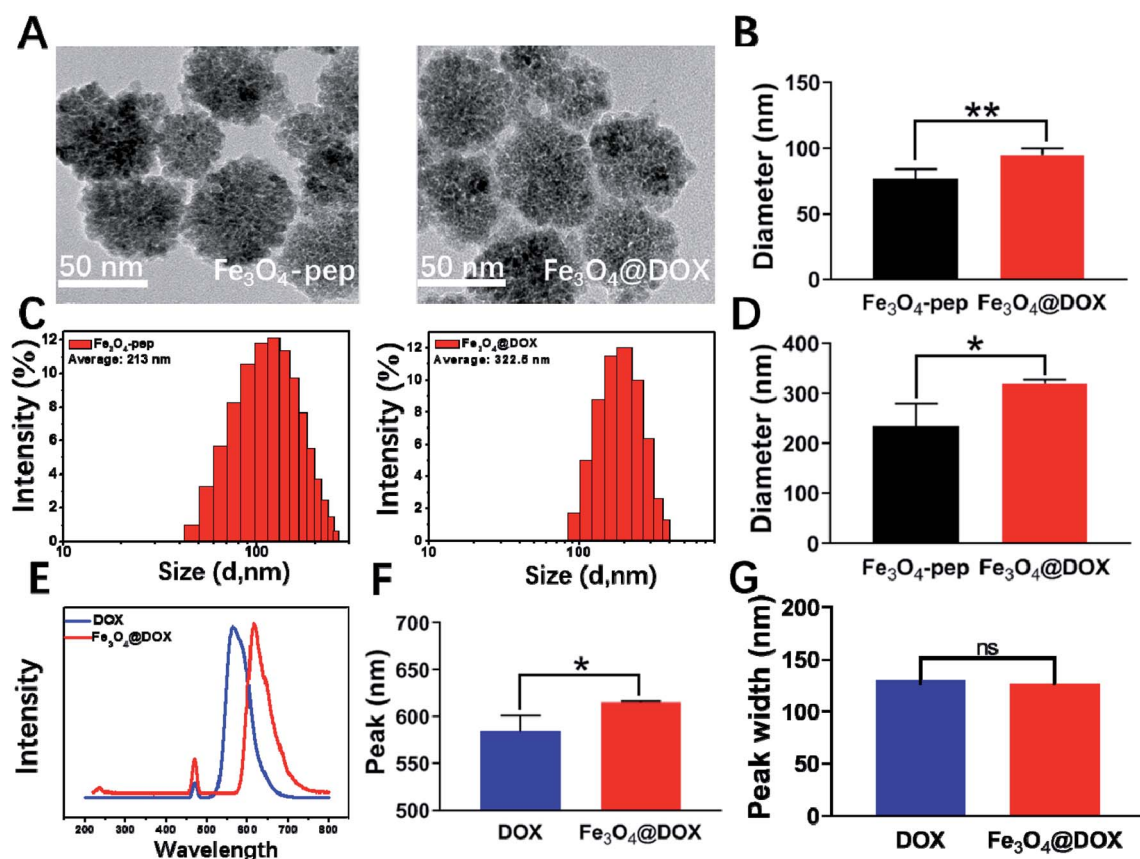 A
50 nm
Fe₃O₄-pep
50 nm
Fe₃O₄@DOX
B
Diameter (nm)
150
100
50
0
**
Fe₃O₄-pep
Fe₃O₄@DOX
C
Intensity (%)
12
10
8
6
4
2
0
Fe₃O₄-pep
Average: 213 nm
10
100
Size (d,nm)
Intensity (%)
12
10
8
6
4
2
0
Fe₃O₄@DOX
Average: 322.5 nm
10
100
Size (d,nm)
D
Diameter (nm)
400
300
200
100
0
*
Fe₃O₄-pep
Fe₃O₄@DOX
E
Intensity
DOX
Fe₃O₄@DOX
200
300
400
500
600
700
800
Wavelength
F
Peak (nm)
700
650
600
550
500
*
DOX
Fe₃O₄@DOX
G
Peak width (nm)
200
150
100
50
0
ns
DOX
Fe₃O₄@DOX